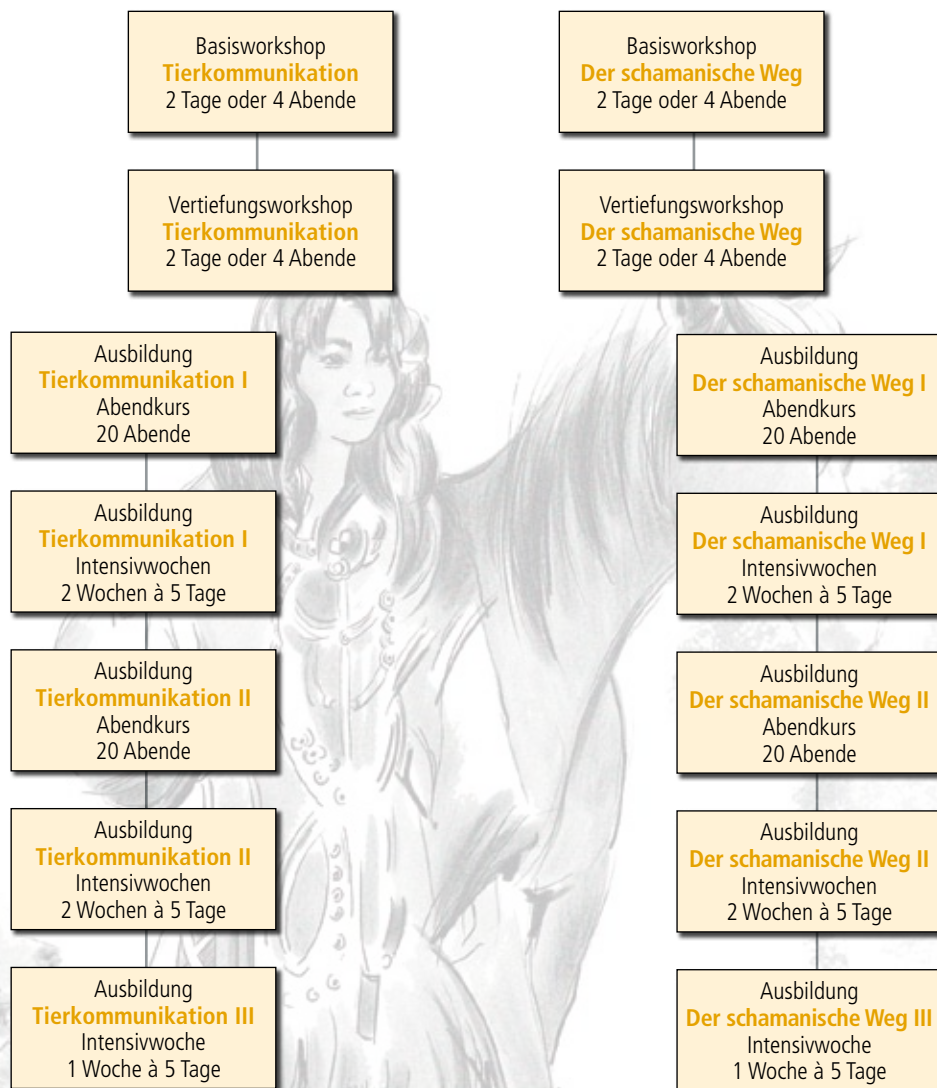 Basisworkshop
Tierkommunikation
2 Tage oder 4 Abende
Basisworkshop
Der schamanische Weg
2 Tage oder 4 Abende
Vertiefungsworkshop
Tierkommunikation
2 Tage oder 4 Abende
Vertiefungsworkshop
Der schamanische Weg
2 Tage oder 4 Abende
Ausbildung
Tierkommunikation I
Abendkurs
20 Abende
Ausbildung
Der schamanische Weg I
Abendkurs
20 Abende
Ausbildung
Tierkommunikation I
Intensivwochen
2 Wochen à 5 Tage
Ausbildung
Der schamanische Weg I
Intensivwochen
2 Wochen à 5 Tage
Ausbildung
Tierkommunikation II
Abendkurs
20 Abende
Ausbildung
Der schamanische Weg II
Abendkurs
20 Abende
Ausbildung
Tierkommunikation II
Intensivwochen
2 Wochen à 5 Tage
Ausbildung
Der schamanische Weg II
Intensivwochen
2 Wochen à 5 Tage
Ausbildung
Tierkommunikation III
Intensivwoche
1 Woche à 5 Tage
Ausbildung
Der schamanische Weg III
Intensivwoche
1 Woche à 5 Tage